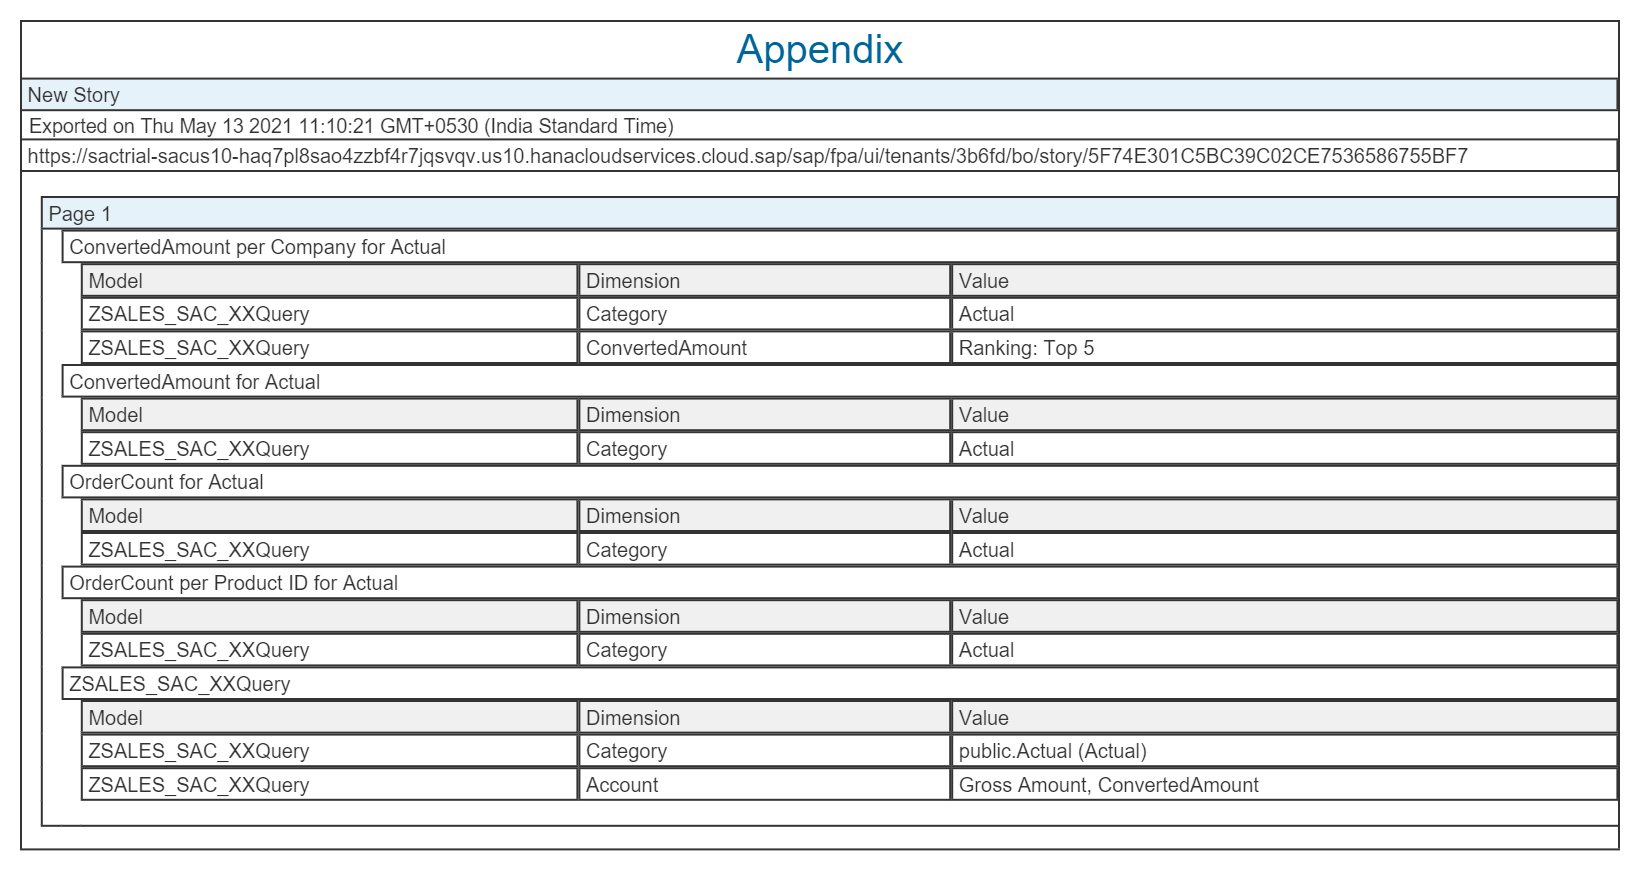 Appendix
New Story
Exported on Thu May 13 2021 11:10:21 GMT+0530 (India Standard Time)
https://sactrial-sacus10-haq7pl8sao4zzbf4r7jqsvqv.us10.hanacloudservices.cloud.sap/sap/fpa/ui/tenants/3b6fd/bo/story/5F74E301C5BC39C02CE7536586755BF7
Page 1
ConvertedAmount per Company for Actual
Model Dimension Value
ZSALES_SAC_XXQuery Category Actual
ZSALES_SAC_XXQuery ConvertedAmount Ranking: Top 5
ConvertedAmount for Actual
Model Dimension Value
ZSALES_SAC_XXQuery Category Actual
OrderCount for Actual
Model Dimension Value
ZSALES_SAC_XXQuery Category Actual
OrderCount per Product ID for Actual
Model Dimension Value
ZSALES_SAC_XXQuery Category Actual
ZSALES_SAC_XXQuery
Model Dimension Value
ZSALES_SAC_XXQuery Category public.Actual (Actual)
ZSALES_SAC_XXQuery Account Gross Amount, ConvertedAmount